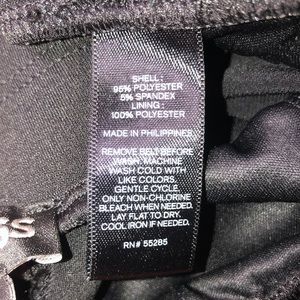 SHELL:
95% POLYESTER
5% SPANDEX
LINING:
100% POLYESTER
MADE IN PHILIPPINES
REMOVE BELT BEFORE
WASH. MACHINE
WASH COLD WITH
LIKE COLORS,
GENTLE CYCLE,
ONLY NON-CHLORINE
BLEACH WHEN NEEDED.
LAY FLAT TO DRY.
COOL IRON IF NEEDED.
RN# 55285